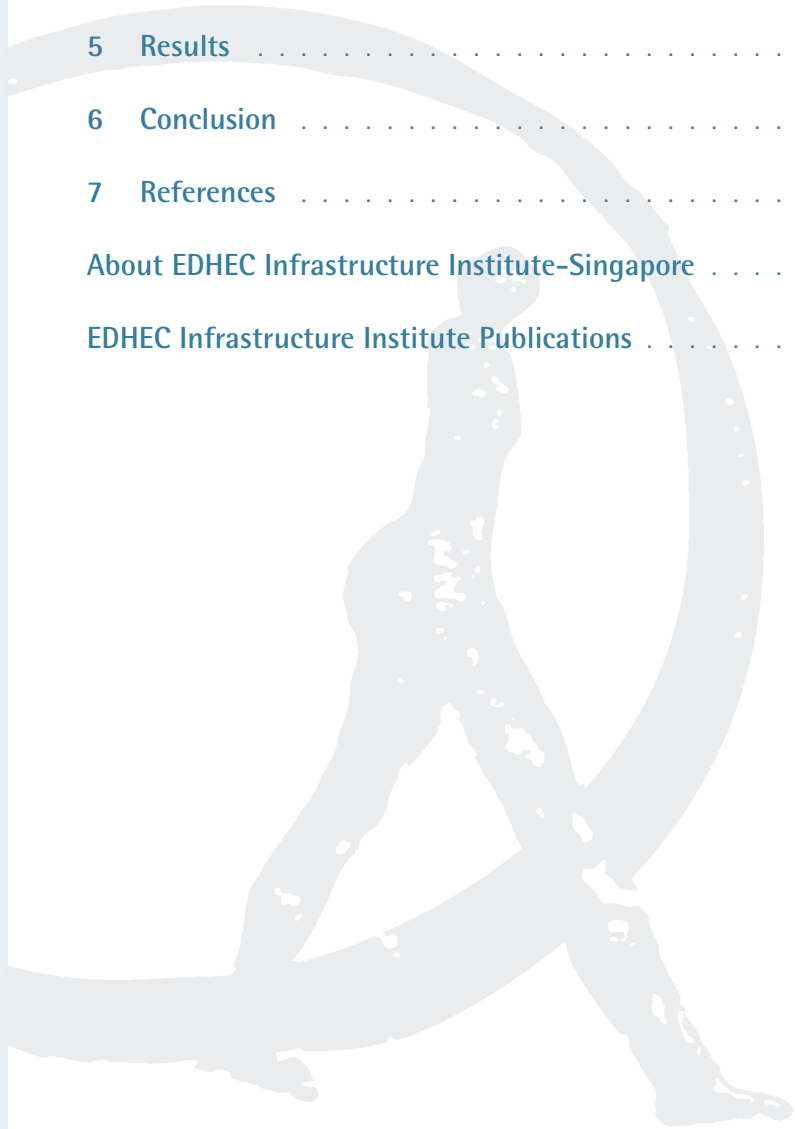 5 Results . . . . . . . . . . . . . . . . . . . . . . . . .
6 Conclusion . . . . . . . . . . . . . . . . . . . . . . .
7 References . . . . . . . . . . . . . . . . . . . . . . .
About EDHEC Infrastructure Institute-Singapore . . . .
EDHEC Infrastructure Institute Publications . . . . . . .